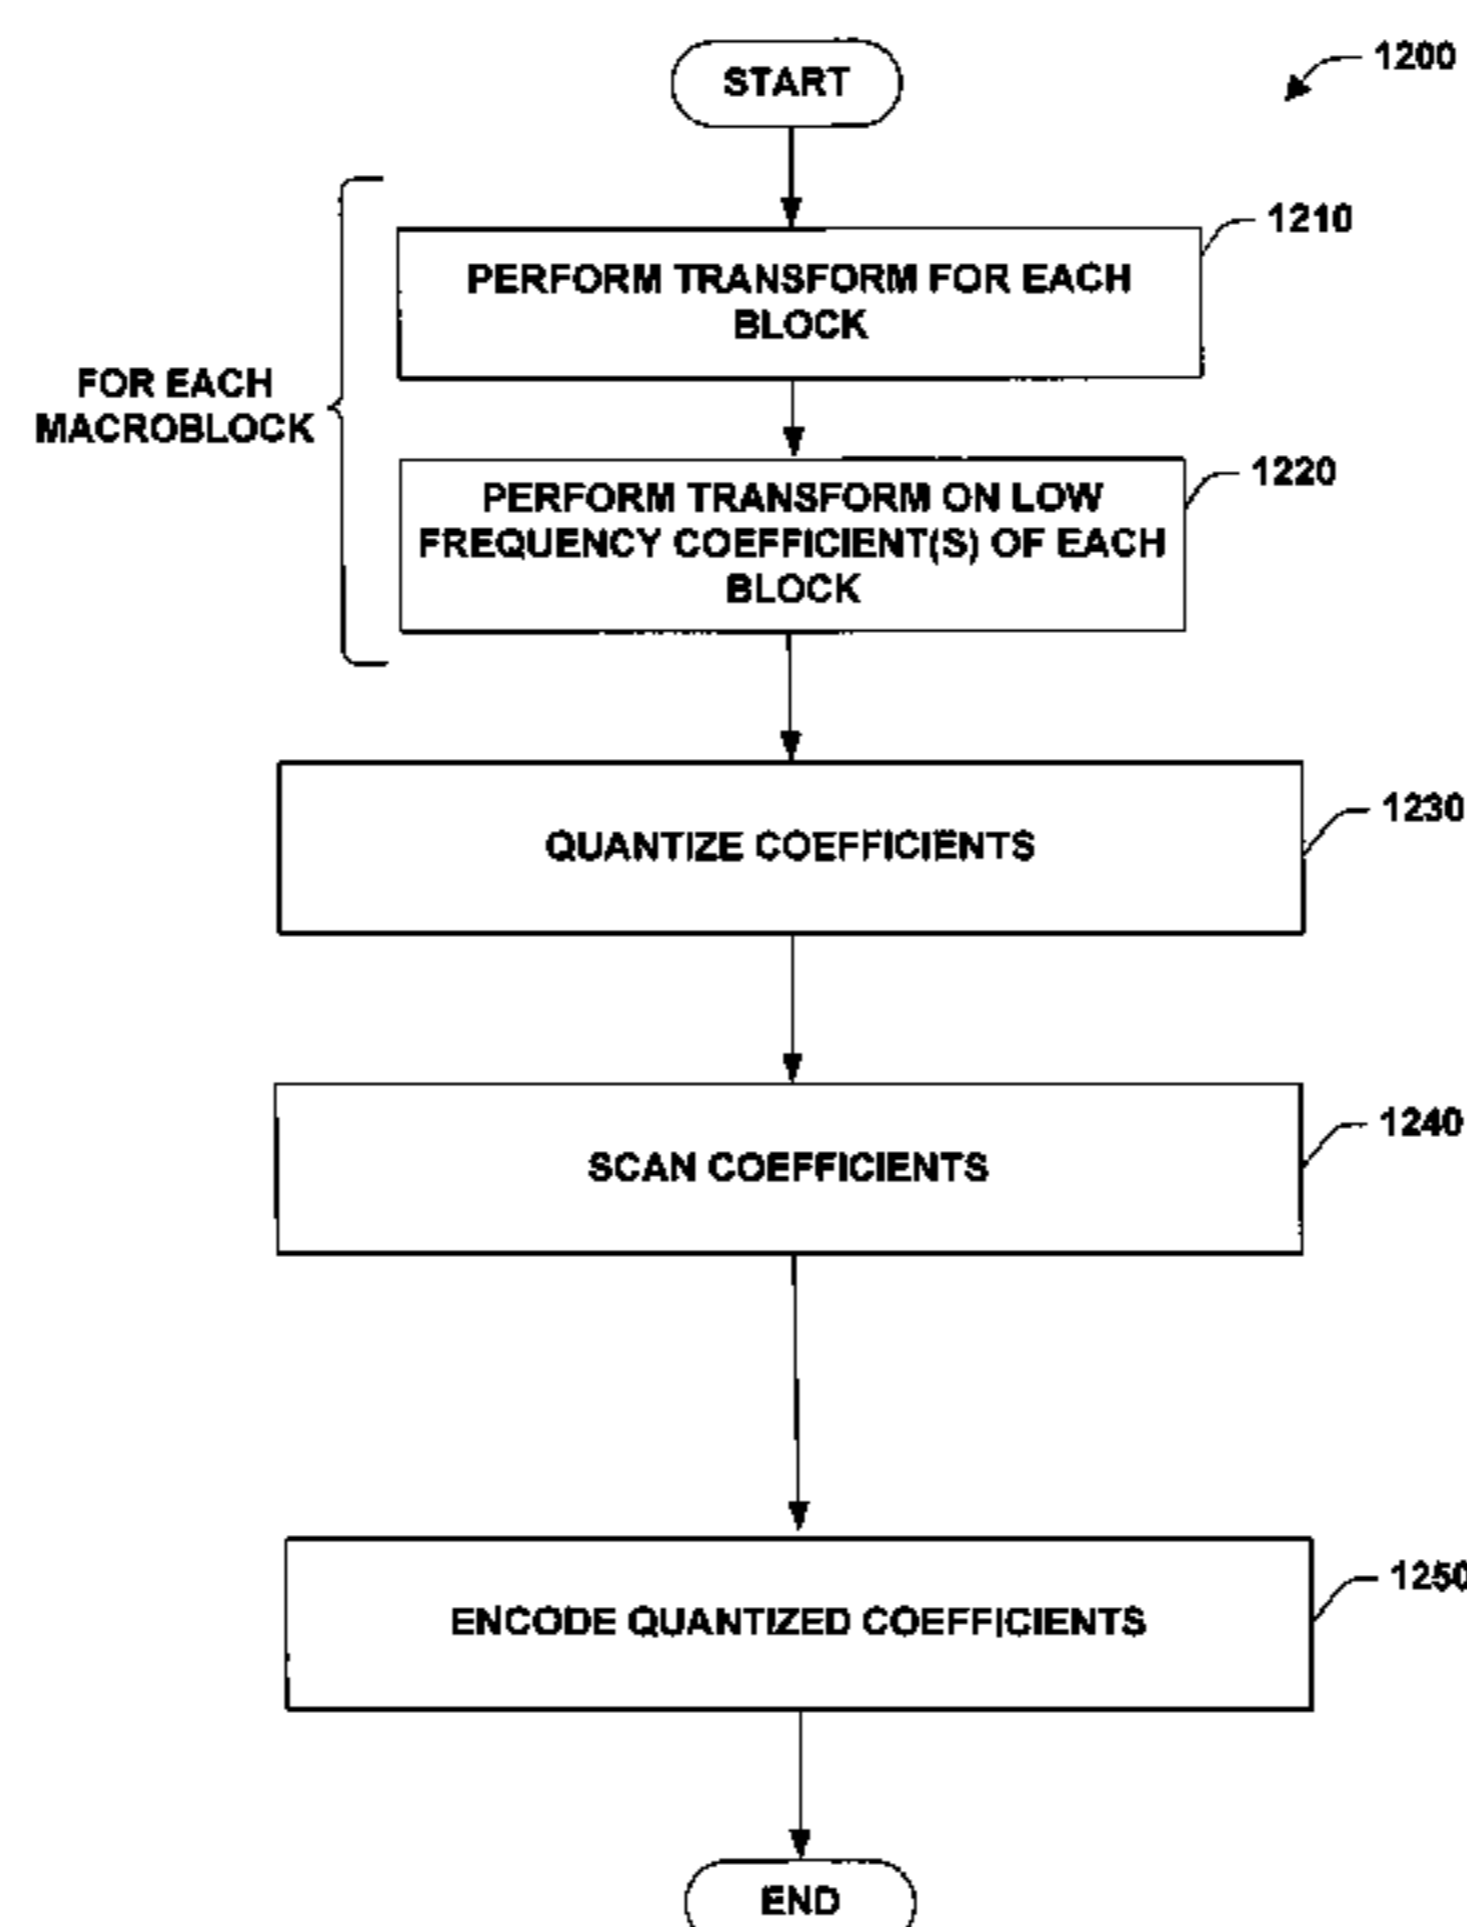 START
1200
1210
PERFORM TRANSFORM FOR EACH
BLOCK
FOR EACH
MACROBLOCK
1220
PERFORM TRANSFORM ON LOW
FREQUENCY COEFFICIENT(S) OF EACH
BLOCK
1230
QUANTIZE COEFFICIENTS
1240
SCAN COEFFICIENTS
1250
ENCODE QUANTIZED COEFFICIENTS
END